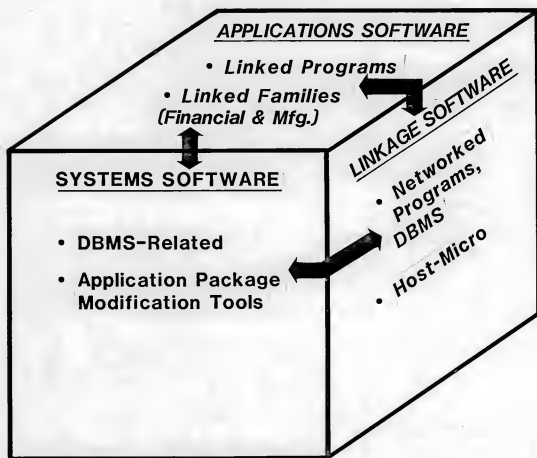 APPLICATIONS SOFTWARE
• Linked Programs
• Linked Families
(Financial & Mfg.)
SYSTEMS SOFTWARE
• DBMS-Related
• Application Package
Modification Tools
LINKAGE SOFTWARE
• Networked
Programs,
DBMS
• Host-Micro